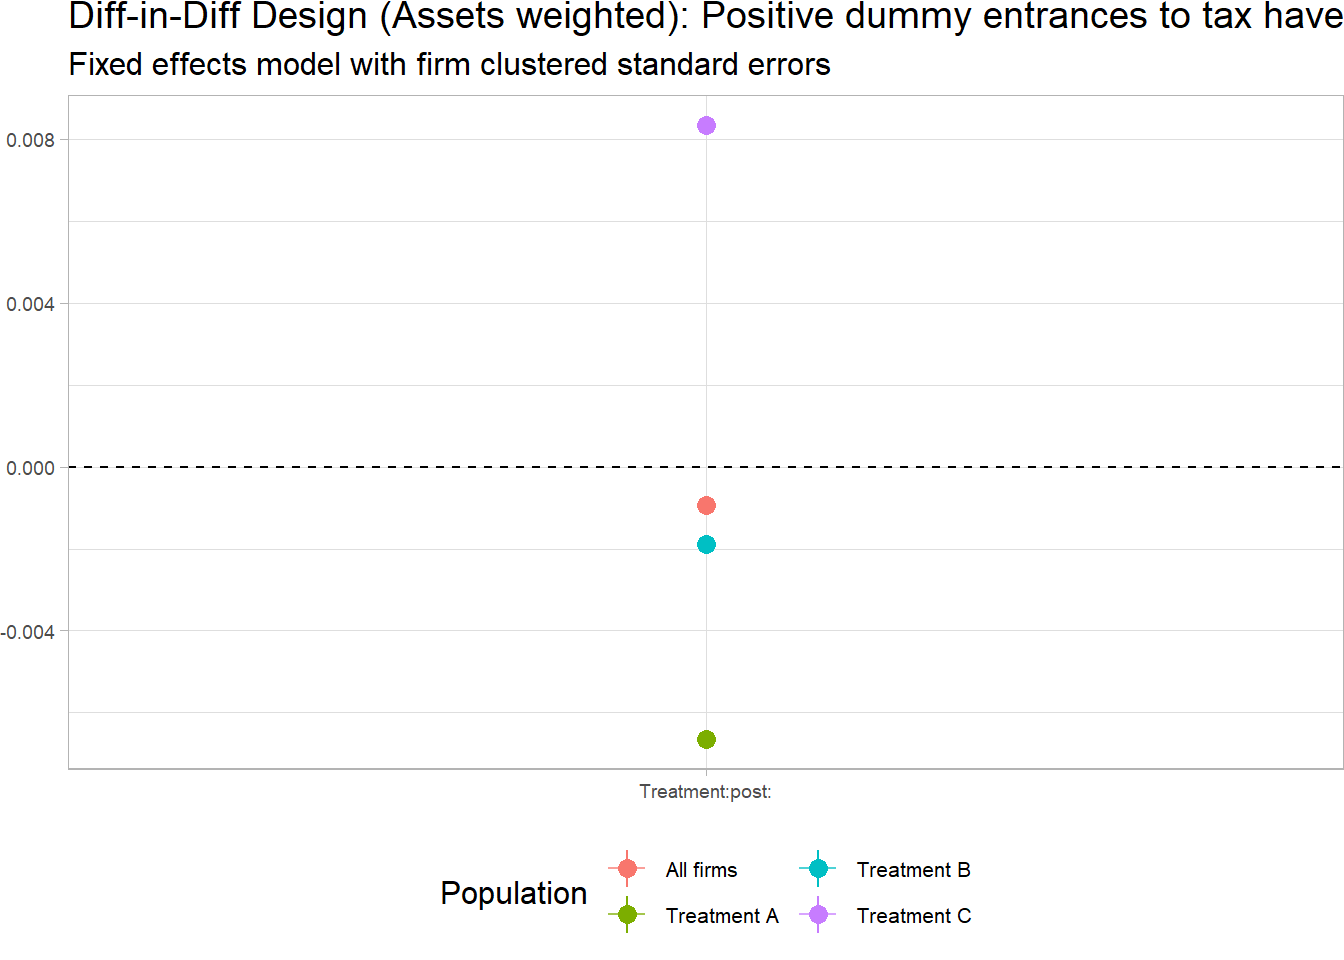 Diff-in-Diff Design (Assets weighted): Positive dummy entrances to tax have
Fixed effects model with firm clustered standard errors
0.008
0.004
0.000
-0.004
Treatment:post:
Population
All firms
Treatment B
Treatment A
Treatment C